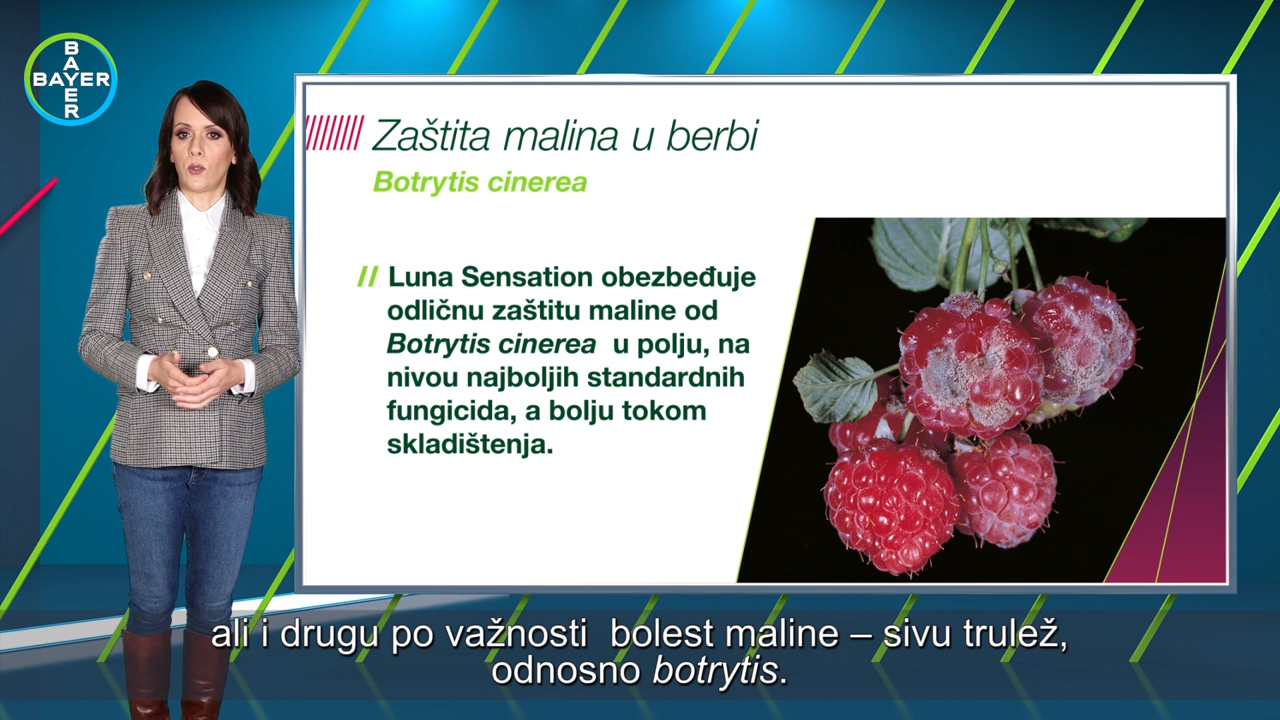 BAYER
BAYER
Zaštita malina u berbi
Botrytis cinerea
// Luna Sensation obezbeđuje
odličnu zaštitu maline od
Botrytis cinerea u polju, na
nivou najboljih standardnih
fungicida, a bolju tokom
skladištenja.
ali i drugu po važnosti bolest maline – sivu trulež,
odnosno botrytis.